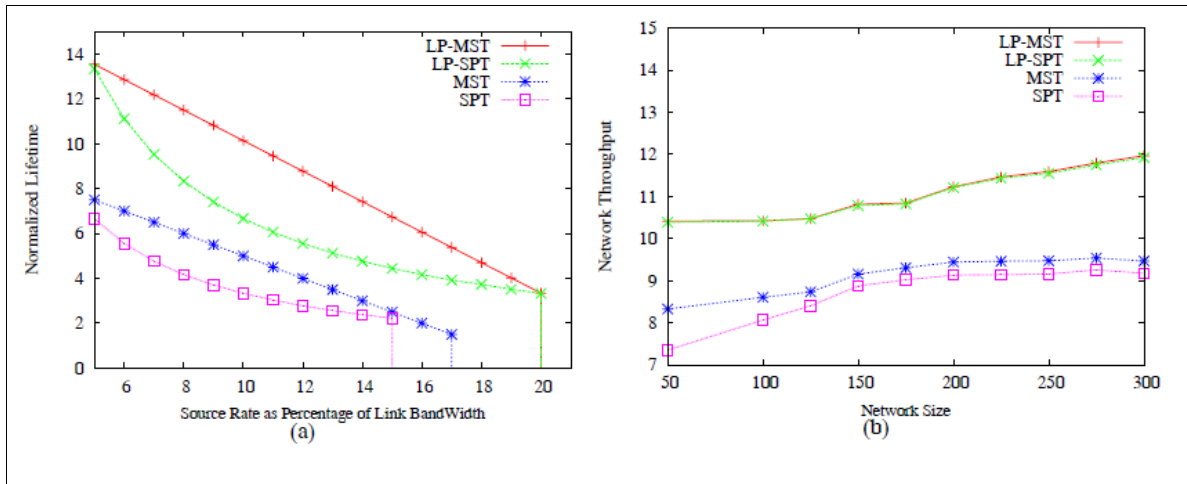 14
12
10
8
6
4
2
0
Normalized Lifetime
LP-MST
LP-SPT
MST
SPT
6 8 10 12 14 16 18 20
Source Rate as Percentage of Link BandWidth
(a)
15
14
13
12
11
10
9
8
7
Network Throughput
LP-MST
LP-SPT
MST
SPT
50 100 150 200 250 300
Network Size
(b)